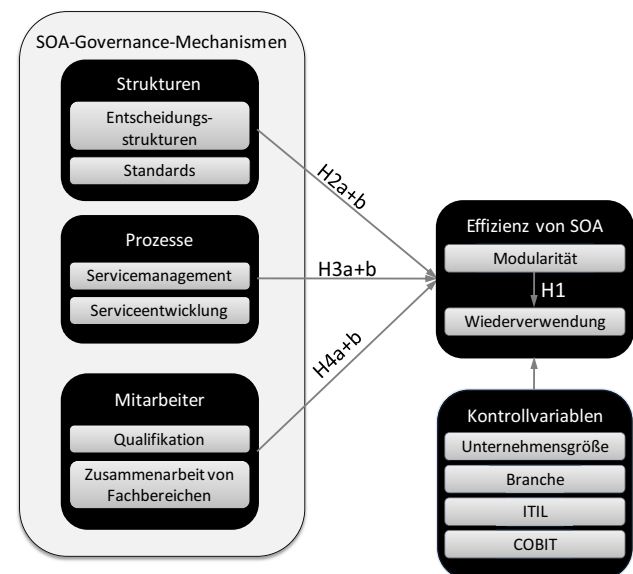 SOA-Governance-Mechanismen
Strukturen
Entscheidungs-
strukturen
Standards
H2a+b
Prozesse
Servicemanagement
Serviceentwicklung
H3a+b
Mitarbeiter
Qualifikation
Zusammenarbeit von
Fachbereichen
H4a+b
Effizienz von SOA
Modularität
H1
Wiederverwendung
Kontrollvariablen
Unternehmensgröße
Branche
ITIL
COBIT